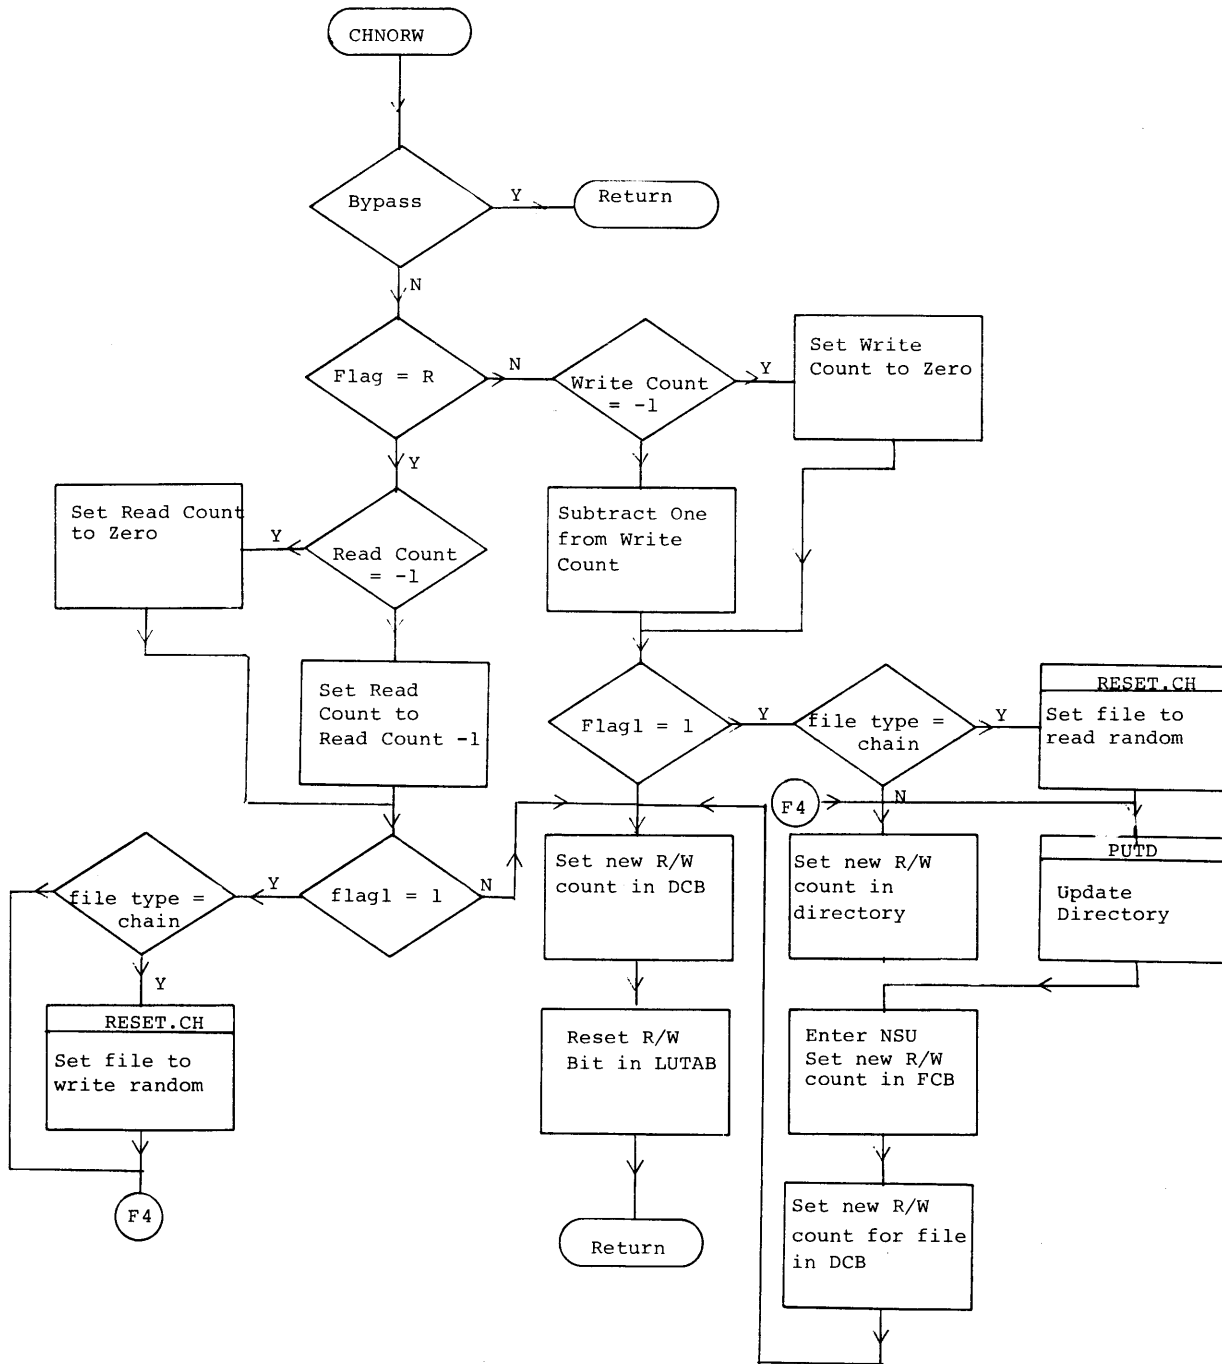 CHNORW
Bypass
Y
Return
N
Flag = R
N
Write Count
= -1
Y
Set Write
Count to Zero
Y
Set Read Count
to Zero
Y
Read Count
= -1
Subtract One
from Write
Count
Set Read
Count to
Read Count -1
Flag1 = 1
Y
file type =
chain
Y
RESET.CH
Set file to
read random
F4
N
file type =
chain
Y
flag1 = 1
N
Set new R/W
count in DCB
Set new R/W
count in
directory
PUTD
Update
Directory
Y
RESET.CH
Set file to
write random
Reset R/W
Bit in LUTAB
Enter NSU
Set new R/W
count in FCB
F4
Return
Set new R/W
count for file
in DCB